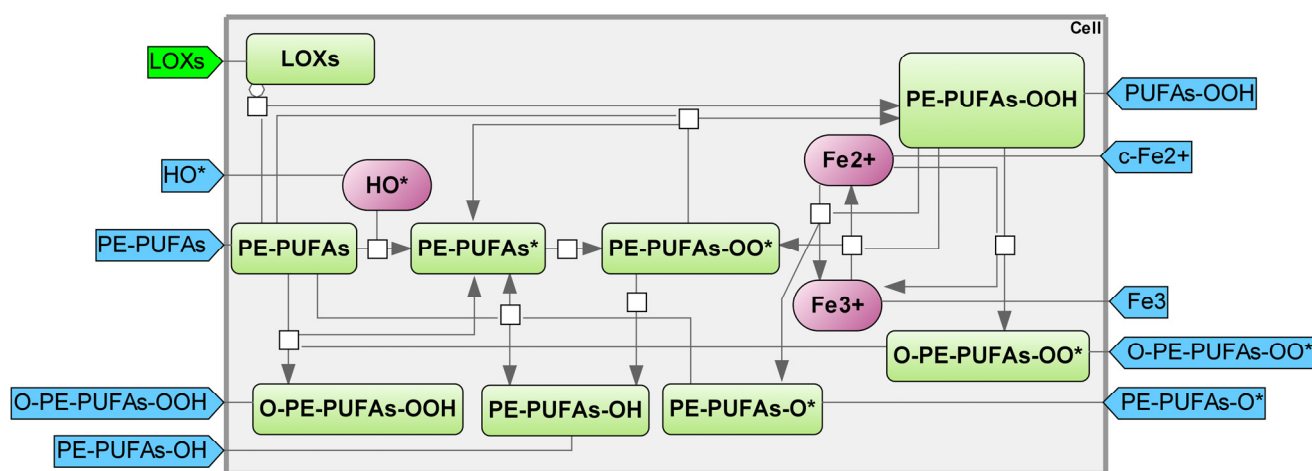 Cell
LOXs
LOXs
PE-PUFAs-OOH
PUFAs-OOH
Fe2+
c-Fe2+
HO*
HO*
PE-PUFAs
PE-PUFAs
PE-PUFAs*
PE-PUFAs-OO*
Fe3+
Fe3
O-PE-PUFAs-OO*
O-PE-PUFAs-OO*
O-PE-PUFAs-OOH
O-PE-PUFAs-OOH
PE-PUFAs-OH
PE-PUFAs-O*
PE-PUFAs-O*
PE-PUFAs-OH